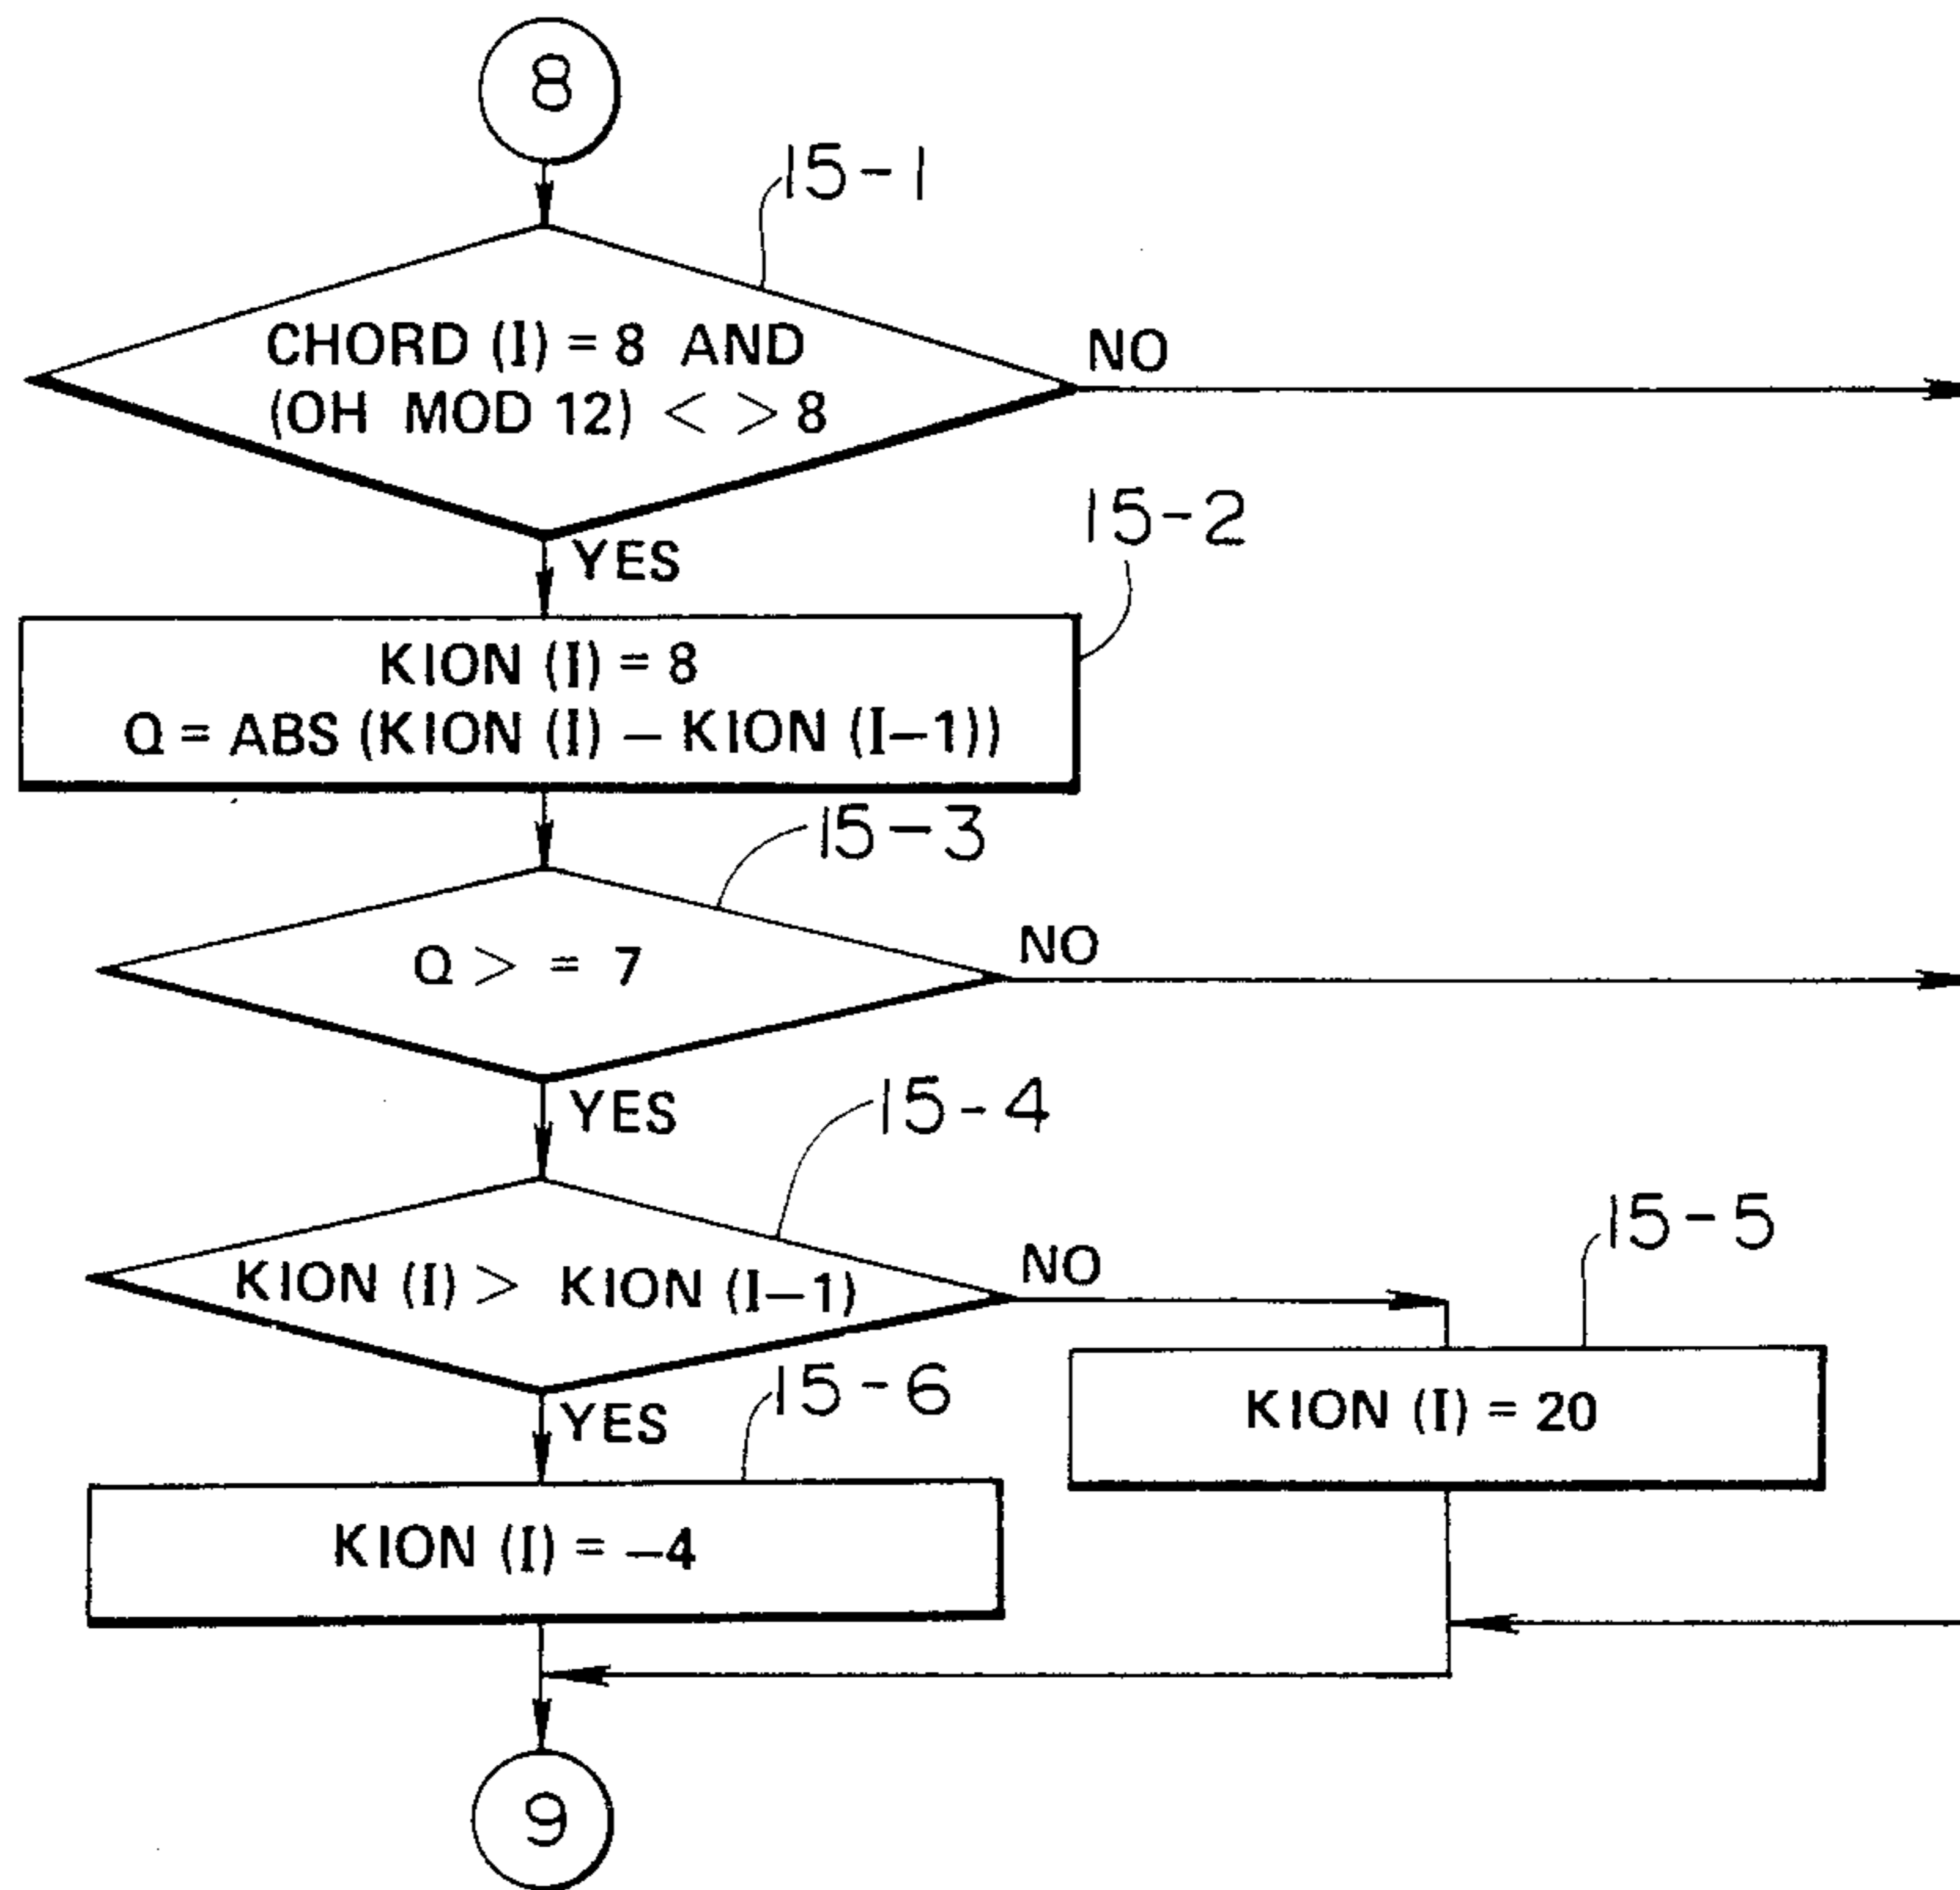 8
15-1
CHORD (I) = 8 AND
(OH MOD 12) < > 8
NO
YES
15-2
KION (I) = 8
Q = ABS (KION (I) – KION (I–1))
15-3
Q > = 7
NO
YES
15-4
KION (I) > KION (I–1)
NO
15-5
KION (I) = 20
YES
15-6
KION (I) = –4
9